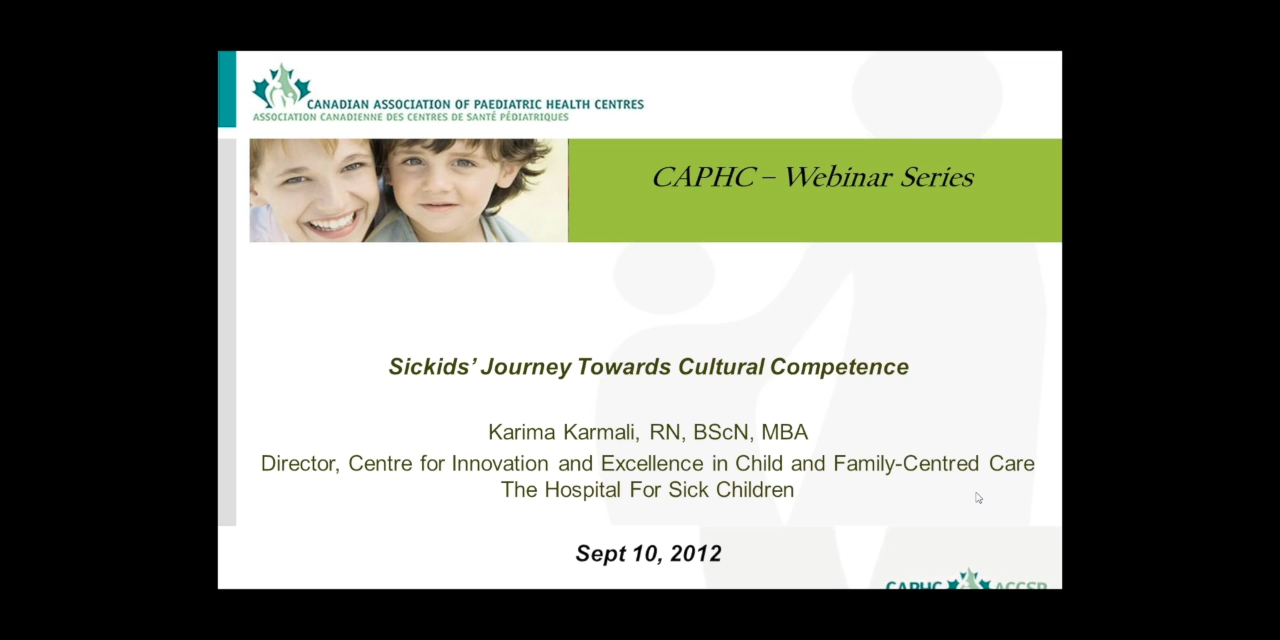 CANADIAN ASSOCIATION OF PAEDIATRIC HEALTH CENTRES
ASSOCIATION CANADIENNE DES CENTRES DE SANTÉ PÉDIATRIQUES
CAPHC – Webinar Series
Sickids’ Journey Towards Cultural Competence
Karima Karmali, RN, BScN, MBA
Director, Centre for Innovation and Excellence in Child and Family-Centred Care
The Hospital For Sick Children
Sept 10, 2012
CAPHC ACCSP